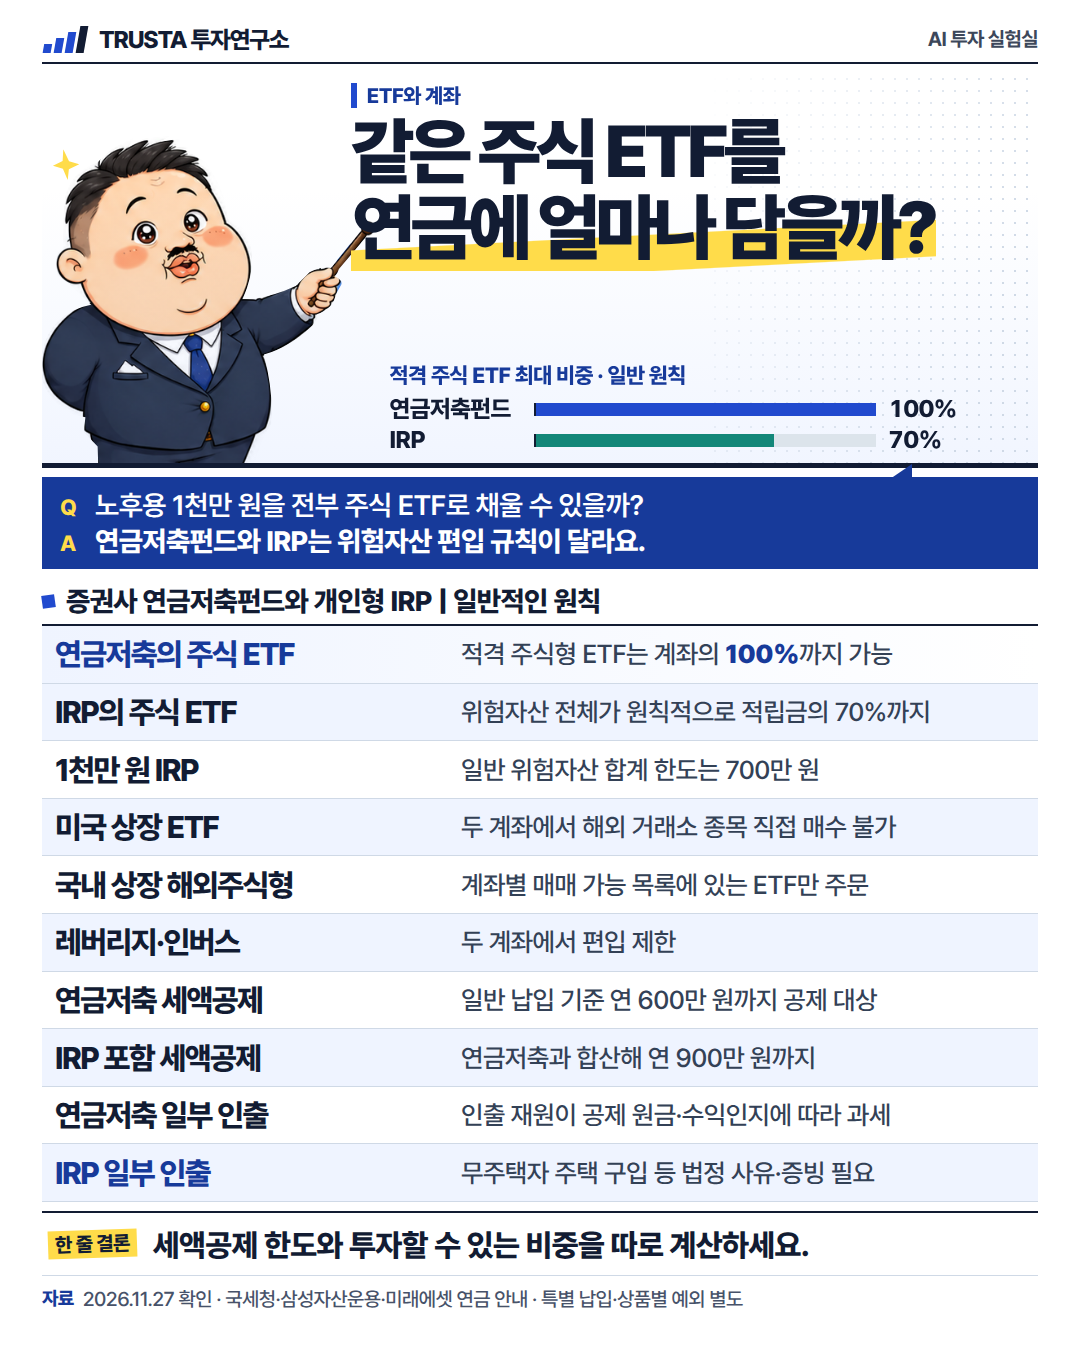 TRUSTA 투자연구소
AI 투자 실험실
ETF와 계좌
같은 주식 ETF를
연금에 얼마나 담을까?
적격 주식 ETF 최대 비중 · 일반 원칙
연금저축펀드 100%
IRP 70%
Q 노후용 1천만 원을 전부 주식 ETF로 채울 수 있을까?
A 연금저축펀드와 IRP는 위험자산 편입 규칙이 달라요.
증권사 연금저축펀드와 개인형 IRP | 일반적인 원칙
연금저축의 주식 ETF 적격 주식형 ETF는 계좌의 100%까지 가능
IRP의 주식 ETF 위험자산 전체가 원칙적으로 적립금의 70%까지
1천만 원 IRP 일반 위험자산 합계 한도는 700만 원
미국 상장 ETF 두 계좌에서 해외 거래소 종목 직접 매수 불가
국내 상장 해외주식형 계좌별 매매 가능 목록에 있는 ETF만 주문
레버리지·인버스 두 계좌에서 편입 제한
연금저축 세액공제 일반 납입 기준 연 600만 원까지 공제 대상
IRP 포함 세액공제 연금저축과 합산해 연 900만 원까지
연금저축 일부 인출 인출 재원이 공제 원금·수익인지에 따라 과세
IRP 일부 인출 무주택자 주택 구입 등 법정 사유·증빙 필요
한 줄 결론 세액공제 한도와 투자할 수 있는 비중을 따로 계산하세요.
자료 2026.11.27 확인 · 국세청·삼성자산운용·미래에셋 연금 안내 · 특별 납입·상품별 예외 별도